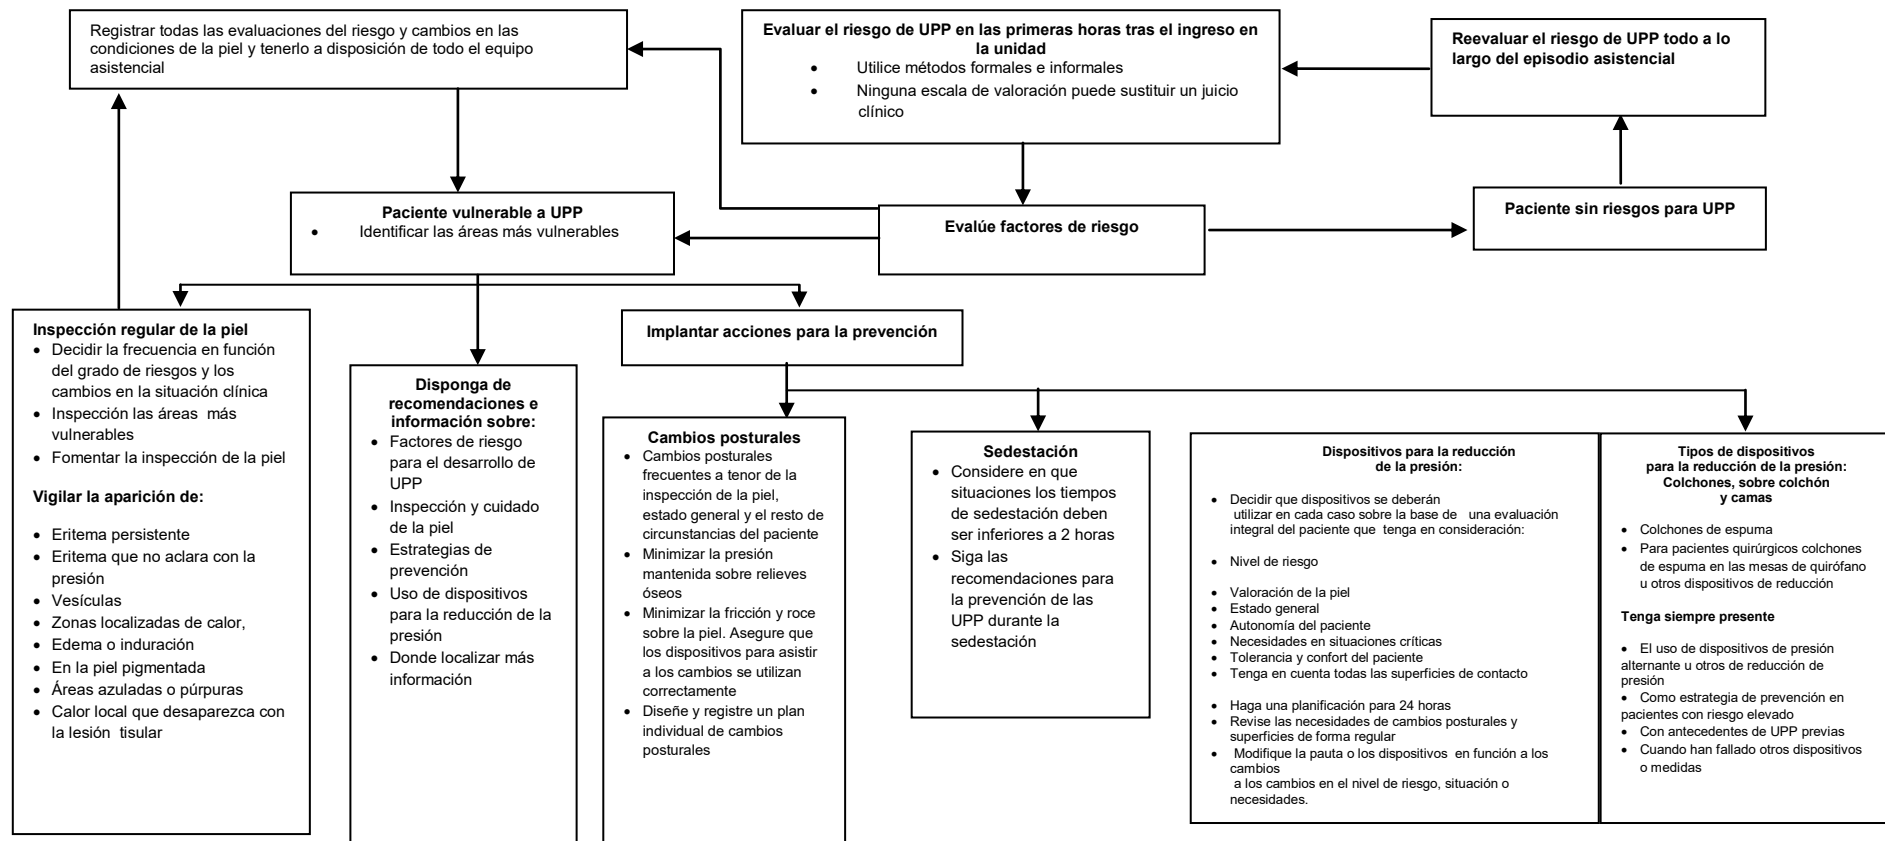 Registrar todas las evaluaciones del riesgo y cambios en las
condiciones de la piel y tenerlo a disposición de todo el equipo
asistencial
Evaluar el riesgo de UPP en las primeras horas tras el ingreso en
la unidad
• Utilice métodos formales e informales
• Ninguna escala de valoración puede sustituir un juicio
clínico
Reevaluar el riesgo de UPP todo a lo
largo del episodio asistencial
Paciente vulnerable a UPP
• Identificar las áreas más vulnerables
Evalúe factores de riesgo
Paciente sin riesgos para UPP
Inspección regular de la piel
• Decidir la frecuencia en función
del grado de riesgos y los
cambios en la situación clínica
• Inspección las áreas más
vulnerables
• Fomentar la inspección de la piel
Vigilar la aparición de:
• Eritema persistente
• Eritema que no aclara con la
presión
• Vesículas
• Zonas localizadas de calor,
• Edema o induración
• En la piel pigmentada
• Áreas azuladas o púrpuras
• Calor local que desaparezca con
la lesión tisular
Disponga de
recomendaciones e
información sobre:
• Factores de riesgo
para el desarrollo de
UPP
• Inspección y cuidado
de la piel
• Estrategias de
prevención
• Uso de dispositivos
para la reducción de la
presión
• Donde localizar más
información
Implantar acciones para la prevención
Cambios posturales
• Cambios posturales
frecuentes a tenor de la
inspección de la piel,
estado general y el resto de
circunstancias del paciente
• Minimizar la presión
mantenida sobre relieves
óseos
• Minimizar la fricción y roce
sobre la piel. Asegure que
los dispositivos para asistir
a los cambios se utilizan
correctamente
• Diseñe y registre un plan
individual de cambios
posturales
Sedestación
• Considere en que
situaciones los tiempos
de sedestación deben
ser inferiores a 2 horas
• Siga las
recomendaciones para
la prevención de las
UPP durante la
sedestación
Dispositivos para la reducción
de la presión:
• Decidir que dispositivos se deberán
utilizar en cada caso sobre la base de una evaluación
integral del paciente que tenga en consideración:
• Nivel de riesgo
• Valoración de la piel
• Estado general
• Autonomía del paciente
• Necesidades en situaciones críticas
• Tolerancia y confort del paciente
• Tenga en cuenta todas las superficies de contacto
• Haga una planificación para 24 horas
• Revise las necesidades de cambios posturales y
superficies de forma regular
• Modifique la pauta o los dispositivos en función a los
cambios
a los cambios en el nivel de riesgo, situación o
necesidades.
Tipos de dispositivos
para la reducción de la presión:
Colchones, sobre colchón
y camas
• Colchones de espuma
• Para pacientes quirúrgicos colchones
de espuma en las mesas de quirófano
u otros dispositivos de reducción
Tenga siempre presente
• El uso de dispositivos de presión
alternante u otros de reducción de
presión
• Como estrategia de prevención en
pacientes con riesgo elevado
• Con antecedentes de UPP previas
• Cuando han fallado otros dispositivos
o medidas